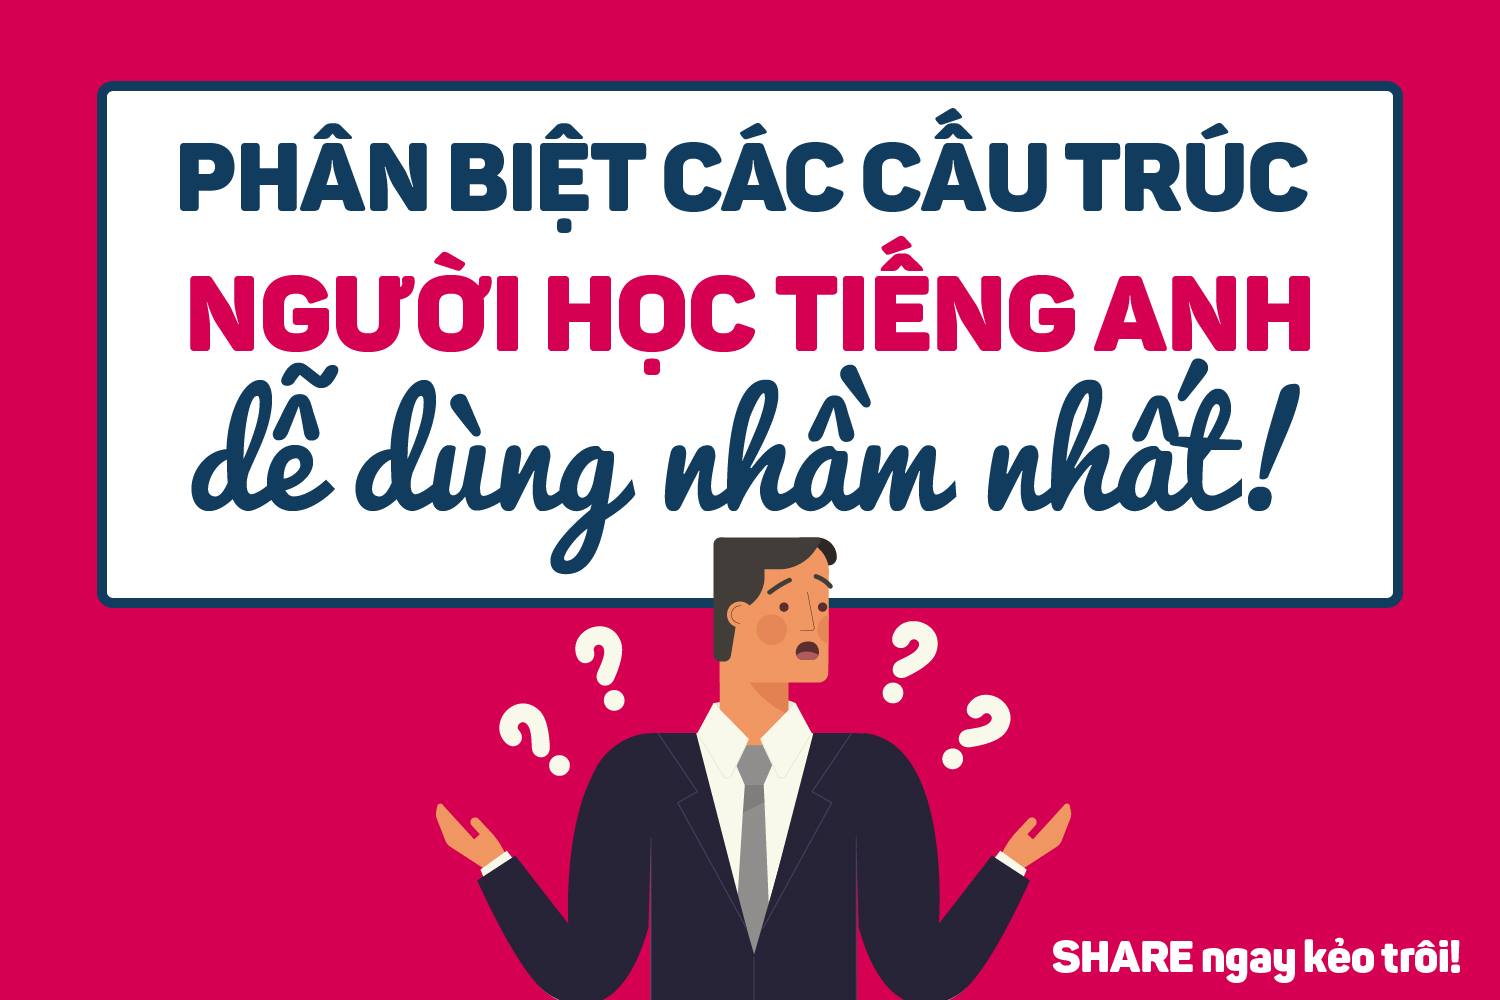 PHÂN BIỆT CÁC CẤU TRÚC
NGƯỜI HỌC TIẾNG ANH
dễ dùng nhầm nhất!
SHARE ngay kẻo trôi!